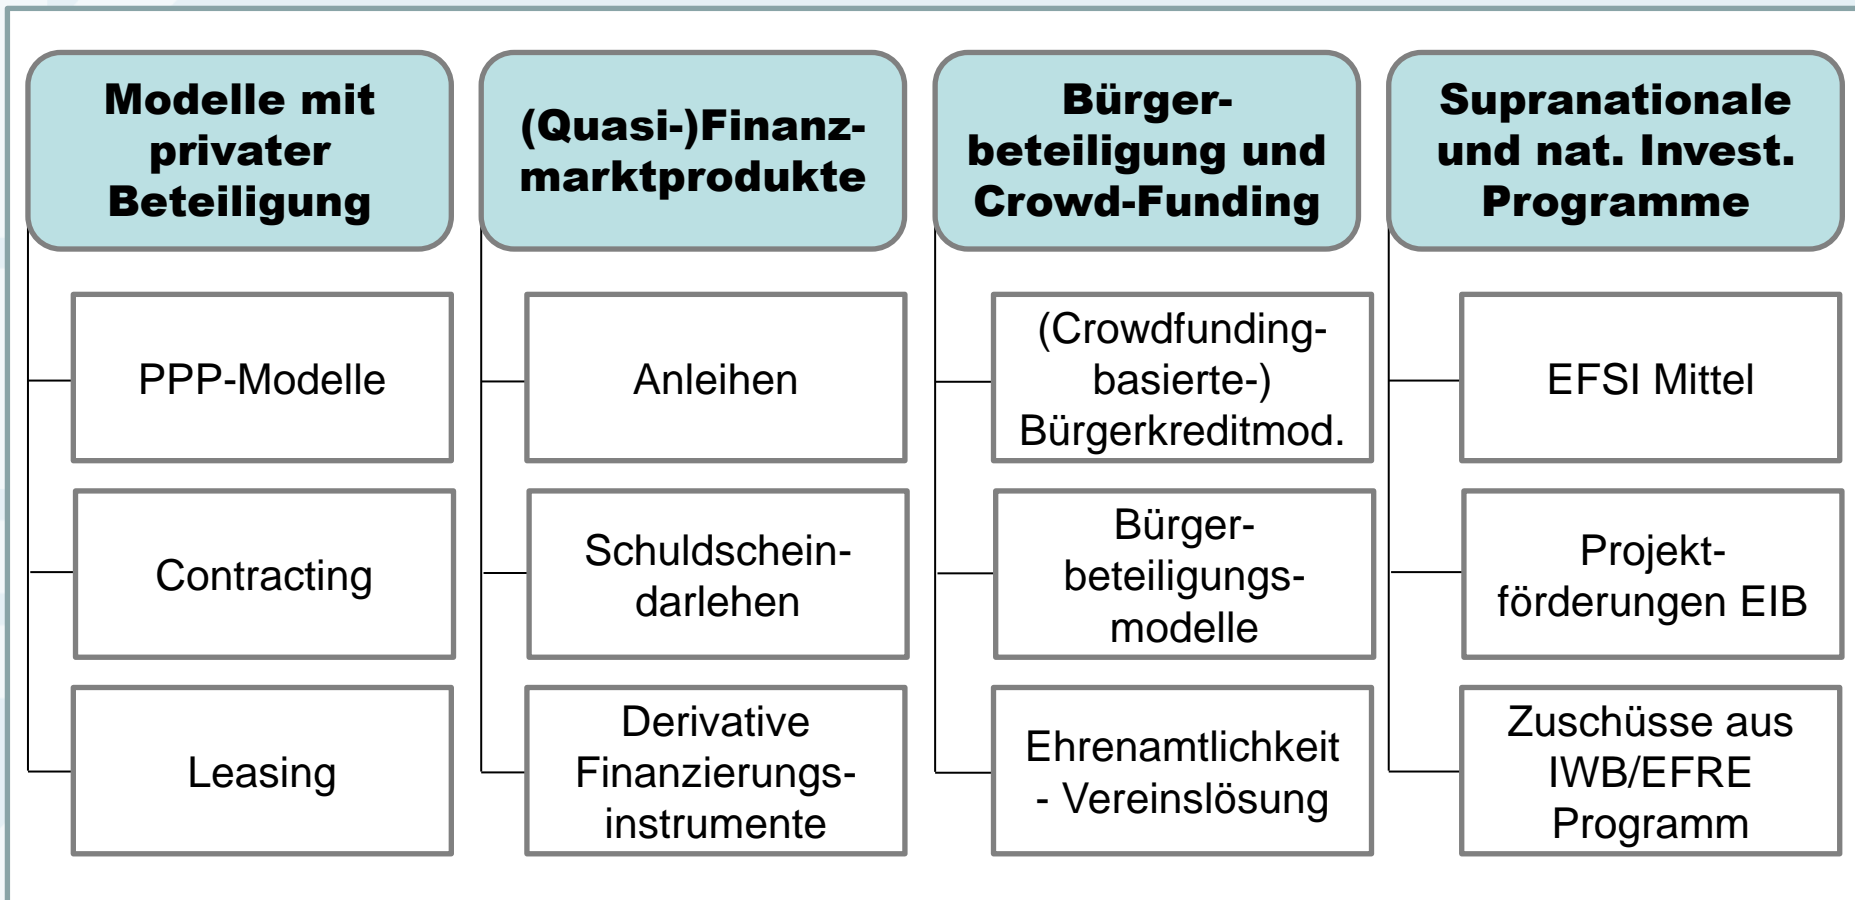 Modelle mit
privater
Beteiligung
PPP-Modelle
Contracting
Leasing
(Quasi-)Finanz-
marktprodukte
Anleihen
Schuldschein-
darlehen
Derivative
Finanzierungs-
instrumente
Bürger-
beteiligung und
Crowd-Funding
(Crowdfunding-
basierte-)
Bürgerkreditmod.
Bürger-
beteiligungs-
modelle
Ehrenamtlichkeit
- Vereinslösung
Supranationale
und nat. Invest.
Programme
EFSI Mittel
Projekt-
förderungen EIB
Zuschüsse aus
IWB/EFRE
Programm